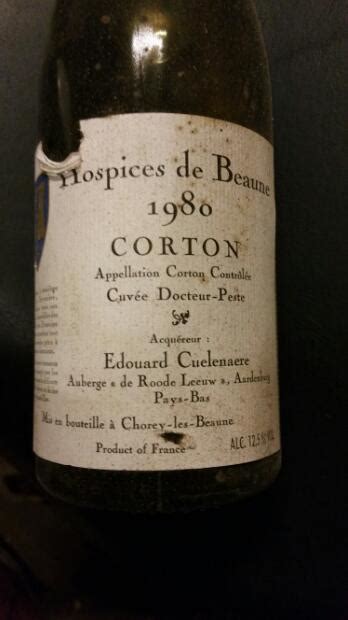 Hospices de Beaune
1980
CORTON
Appellation Corton Contrôlée
Cuvée Docteur-Peste
Acquéreur :
Edouard Cuelenaere
Auberge « de Roode Leeuw », Aardenburg
Pays-Bas
Mis en bouteille à Chorey-les-Beaune
Product of France
ALC. 12,5 % VOL.